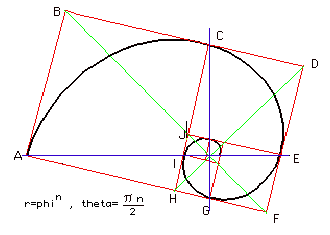 B
C
D
J
A
I
E
H
G
F
r=phi^n , theta= πn/2